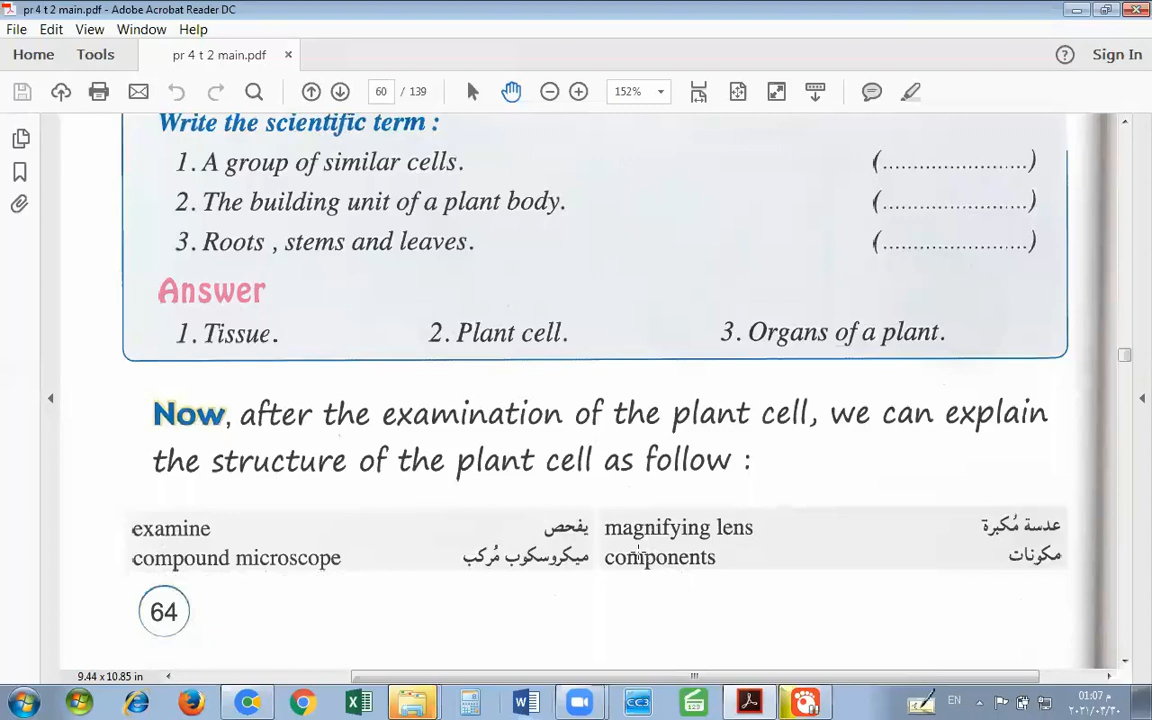 pr 4 t 2 main.pdf - Adobe Acrobat Reader DC
File Edit View Window Help
Home Tools pr 4 t 2 main.pdf × Sign In
60 / 139 152%
Write the scientific term :
1. A group of similar cells. (......................)
2. The building unit of a plant body. (......................)
3. Roots , stems and leaves. (......................)
Answer
1. Tissue. 2. Plant cell. 3. Organs of a plant.
Now, after the examination of the plant cell, we can explain
the structure of the plant cell as follow :
examine يفحص magnifying lens عدسة مُكبرة
compound microscope ميكروسكوب مُركب components مكونات
64
9.44 x 10.85 in
EN 01:07 م
٢٠٢١/٠٣/٣٠
CC3
123